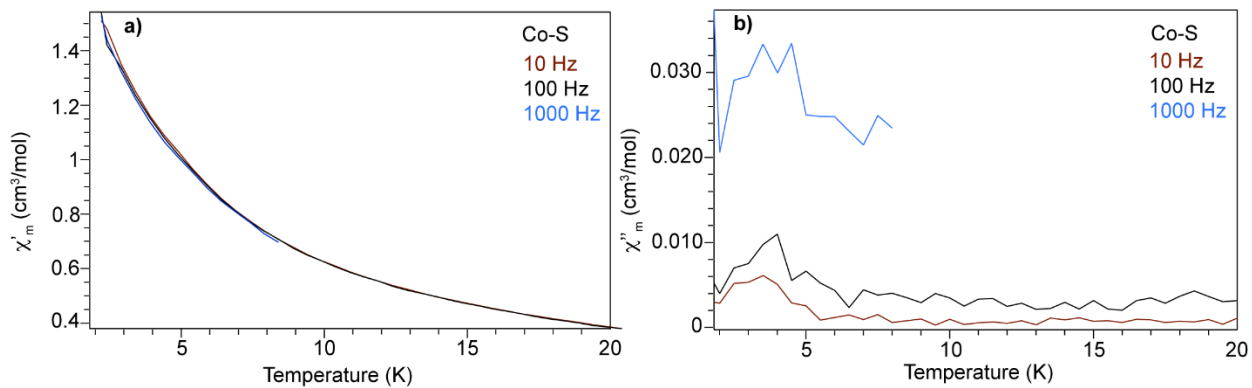 a)
Co-S
10 Hz
100 Hz
1000 Hz
1.4
1.2
1
0.8
0.6
0.4
χ'm (cm³/mol)
5
10
15
20
Temperature (K)
b)
Co-S
10 Hz
100 Hz
1000 Hz
0.030
0.020
0.010
0
χ''m (cm³/mol)
5
10
15
20
Temperature (K)